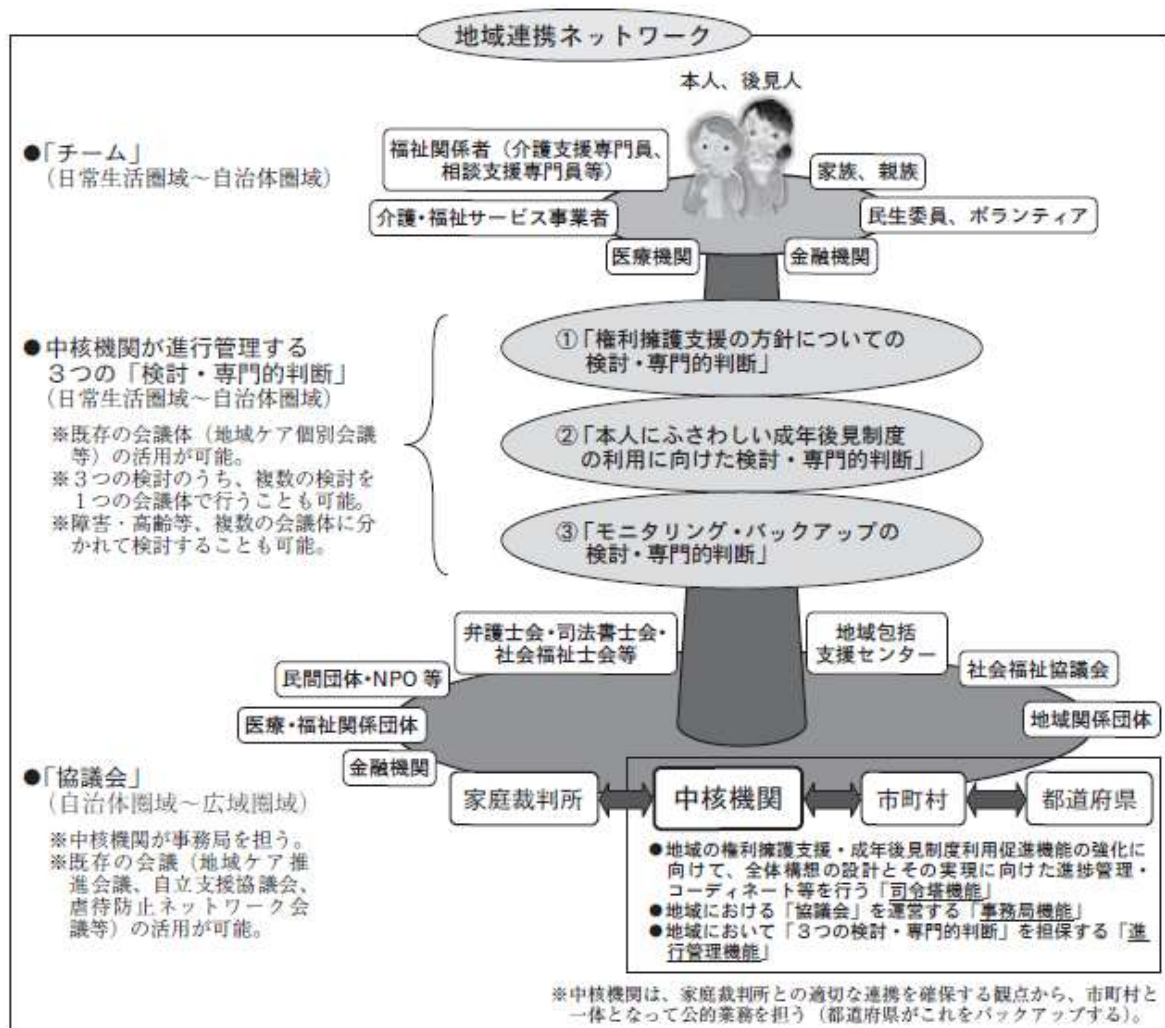 地域連携ネットワーク
本人、後見人
●「チーム」
(日常生活圏域～自治体圏域)
福祉関係者(介護支援専門員、
相談支援専門員等)
家族、親族
介護・福祉サービス事業者
民生委員、ボランティア
医療機関
金融機関
●中核機関が進行管理する
3つの「検討・専門的判断」
(日常生活圏域～自治体圏域)
※既存の会議体(地域ケア個別会議
等)の活用が可能。
※3つの検討のうち、複数の検討を
1つの会議体で行うことも可能。
※障害・高齢等、複数の会議体に分
かれて検討することも可能。
①「権利擁護支援の方針についての
検討・専門的判断」
②「本人にふさわしい成年後見制度
の利用に向けた検討・専門的判断」
③「モニタリング・バックアップの
検討・専門的判断」
弁護士会・司法書士会・
社会福祉士会等
地域包括
支援センター
民間団体・NPO 等
社会福祉協議会
医療・福祉関係団体
地域関係団体
金融機関
●「協議会」
(自治体圏域～広域圏域)
※中核機関が事務局を担う。
※既存の会議(地域ケア推
進会議、自立支援協議会、
虐待防止ネットワーク会
議等)の活用が可能。
家庭裁判所
中核機関
市町村
都道府県
●地域の権利擁護支援・成年後見制度利用促進機能の強化に
向けて、全体構想の設計とその実現に向けた進捗管理・
コーディネート等を行う「司令塔機能」
●地域における「協議会」を運営する「事務局機能」
●地域において「3つの検討・専門的判断」を担保する「進
行管理機能」
※中核機関は、家庭裁判所との適切な連携を確保する観点から、市町村と
一体となって公的業務を担う(都道府県がこれをバックアップする)。